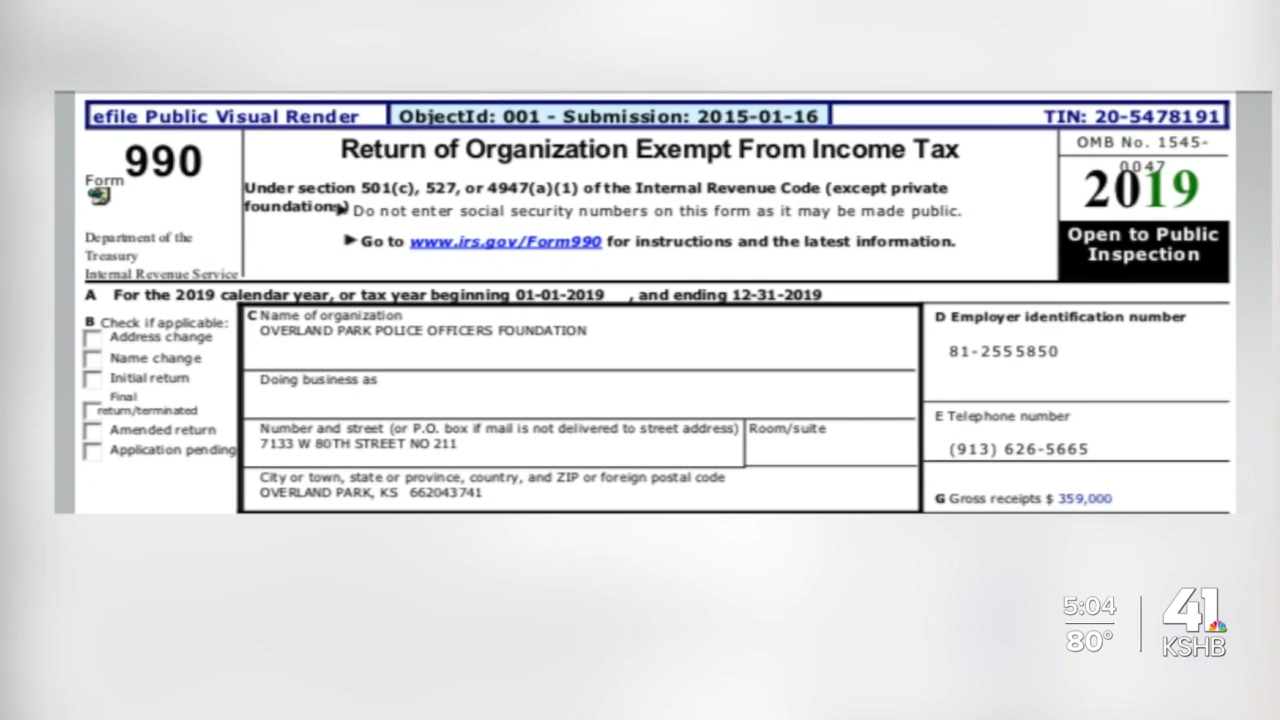 efile Public Visual Render ObjectId: 001 - Submission: 2015-01-16 TIN: 20-5478191
Form 990
Department of the
Treasury
Internal Revenue Service
Return of Organization Exempt From Income Tax
Under section 501(c), 527, or 4947(a)(1) of the Internal Revenue Code (except private
foundations)
▶ Do not enter social security numbers on this form as it may be made public.
▶ Go to www.irs.gov/Form990 for instructions and the latest information.
OMB No. 1545-
0047
2019
Open to Public
Inspection
A For the 2019 calendar year, or tax year beginning 01-01-2019 , and ending 12-31-2019
B Check if applicable:
Address change
Name change
Initial return
Final
return/terminated
Amended return
Application pending
C Name of organization
OVERLAND PARK POLICE OFFICERS FOUNDATION
Doing business as
Number and street (or P.O. box if mail is not delivered to street address) Room/suite
7133 W 80TH STREET NO 211
City or town, state or province, country, and ZIP or foreign postal code
OVERLAND PARK, KS 662043741
D Employer identification number
81-2555850
E Telephone number
(913) 626-5665
G Gross receipts $ 359,000
5:04
80°
41
KSHB